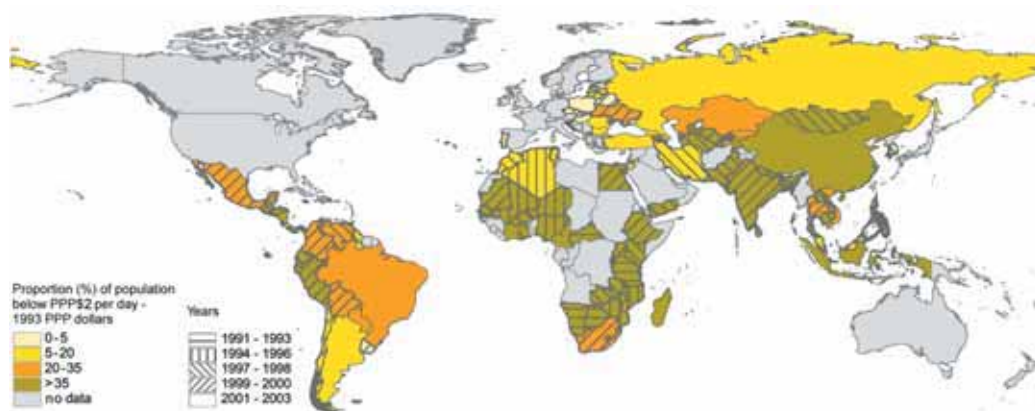 Proportion (%) of population
below PPP$2 per day -
1993 PPP dollars
0-5
5-20
20-35
>35
no data
Years
1991 - 1993
1994 - 1996
1997 - 1998
1999 - 2000
2001 - 2003